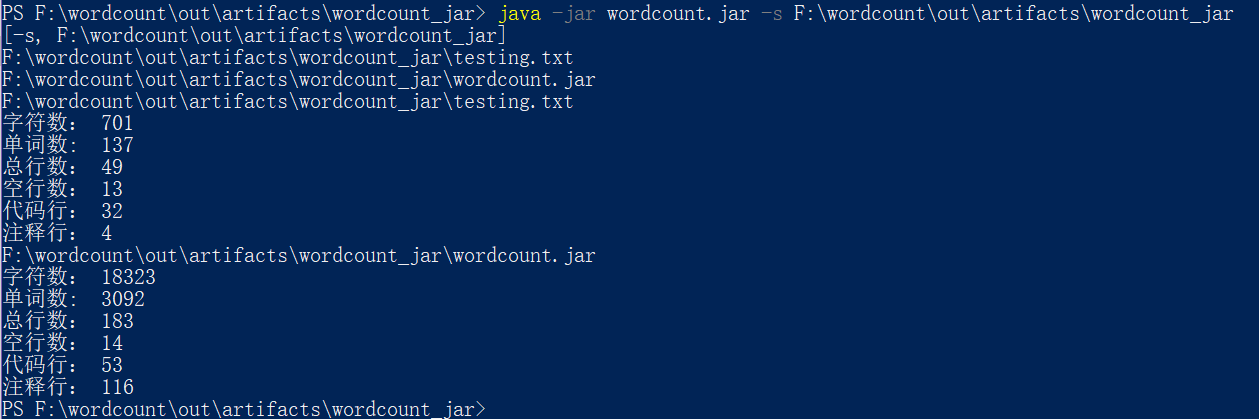 PS F:\wordcount\out\artifacts\wordcount_jar> java -jar wordcount.jar -s F:\wordcount\out\artifacts\wordcount_jar
[-s, F:\wordcount\out\artifacts\wordcount_jar]
F:\wordcount\out\artifacts\wordcount_jar\testing.txt
F:\wordcount\out\artifacts\wordcount_jar\wordcount.jar
F:\wordcount\out\artifacts\wordcount_jar\testing.txt
字符数： 701
单词数： 137
总行数： 49
空行数： 13
代码行： 32
注释行： 4
F:\wordcount\out\artifacts\wordcount_jar\wordcount.jar
字符数： 18323
单词数： 3092
总行数： 183
空行数： 14
代码行： 53
注释行： 116
PS F:\wordcount\out\artifacts\wordcount_jar>